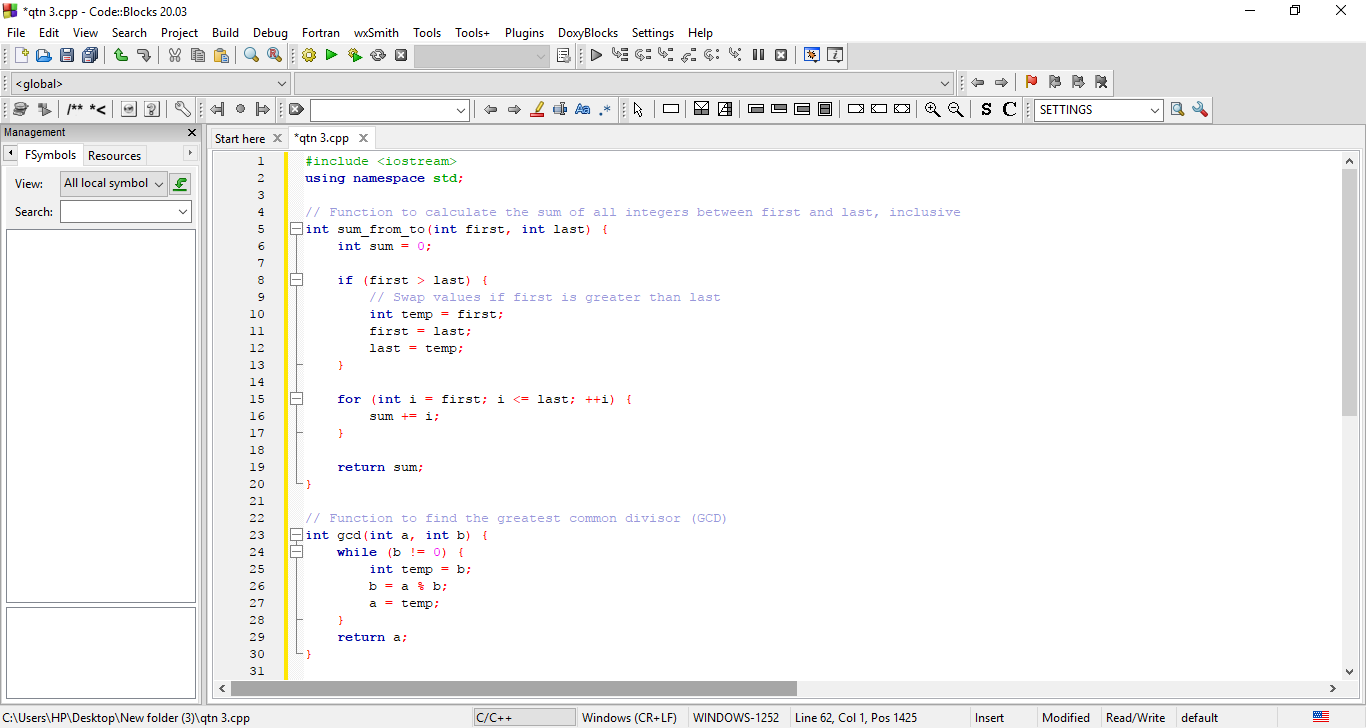 *qtn 3.cpp - Code::Blocks 20.03
File Edit View Search Project Build Debug Fortran wxSmith Tools Tools+ Plugins DoxyBlocks Settings Help
<global>
/** *< Aa .* S C SETTINGS
Management
Start here *qtn 3.cpp
FSymbols Resources
View: All local symbol
Search:
1 #include <iostream>
2 using namespace std;
3
4 // Function to calculate the sum of all integers between first and last, inclusive
5 int sum_from_to(int first, int last) {
6 int sum = 0;
7
8 if (first > last) {
9 // Swap values if first is greater than last
10 int temp = first;
11 first = last;
12 last = temp;
13 }
14
15 for (int i = first; i <= last; ++i) {
16 sum += i;
17 }
18
19 return sum;
20 }
21
22 // Function to find the greatest common divisor (GCD)
23 int gcd(int a, int b) {
24 while (b != 0) {
25 int temp = b;
26 b = a % b;
27 a = temp;
28 }
29 return a;
30 }
31
C:\Users\HP\Desktop\New folder (3)\qtn 3.cpp C/C++ Windows (CR+LF) WINDOWS-1252 Line 62, Col 1, Pos 1425 Insert Modified Read/Write default